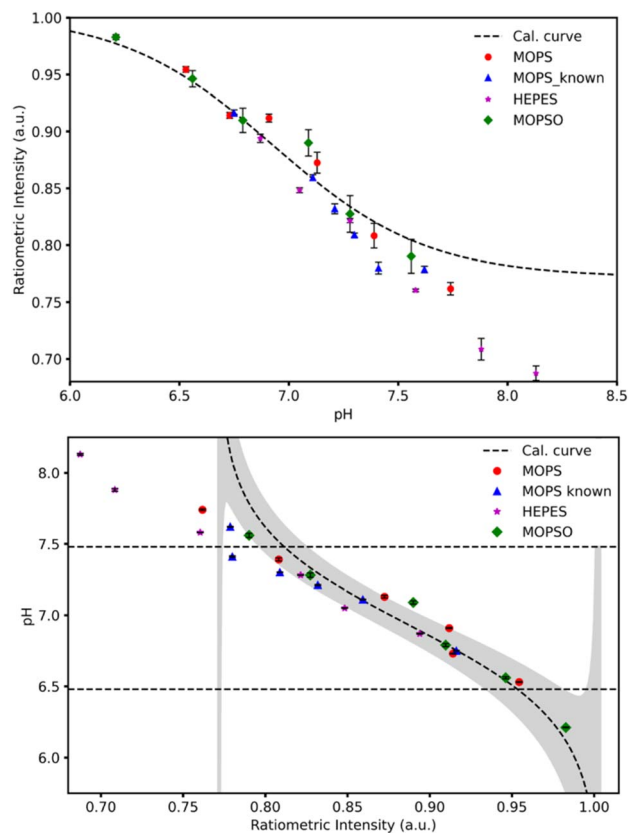 1.00
0.95
0.90
0.85
0.80
0.75
0.70
Ratiometric Intensity (a.u.)
Cal. curve
MOPS
MOPS_known
HEPES
MOPSO
6.0 6.5 7.0 7.5 8.0 8.5
pH
8.0
7.5
7.0
6.5
6.0
pH
Cal. curve
MOPS
MOPS known
HEPES
MOPSO
0.70 0.75 0.80 0.85 0.90 0.95 1.00
Ratiometric Intensity (a.u.)